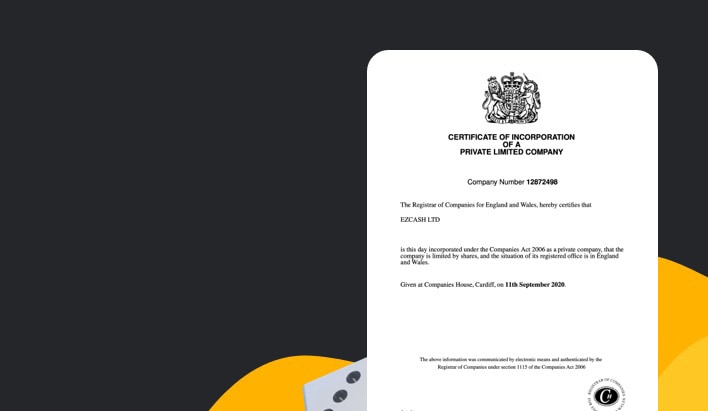 CERTIFICATE OF INCORPORATION
OF A
PRIVATE LIMITED COMPANY
Company Number 12872498
The Registrar of Companies for England and Wales, hereby certifies that
EZCASH LTD
is this day incorporated under the Companies Act 2006 as a private company, that the
company is limited by shares, and the situation of its registered office is in England
and Wales.
Given at Companies House, Cardiff, on 11th September 2020.
The above information was communicated by electronic means and authenticated by the
Registrar of Companies under section 1115 of the Companies Act 2006